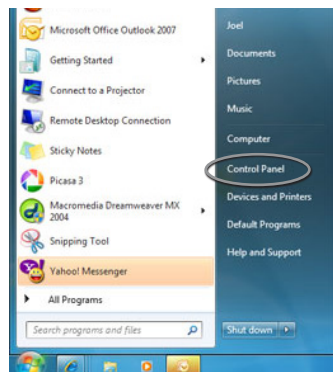 Microsoft Office Outlook 2007
Getting Started
Connect to a Projector
Remote Desktop Connection
Sticky Notes
Picasa 3
Macromedia Dreamweaver MX
2004
Snipping Tool
Yahoo! Messenger
All Programs
Search programs and files
Joel
Documents
Pictures
Music
Computer
Control Panel
Devices and Printers
Default Programs
Help and Support
Shut down